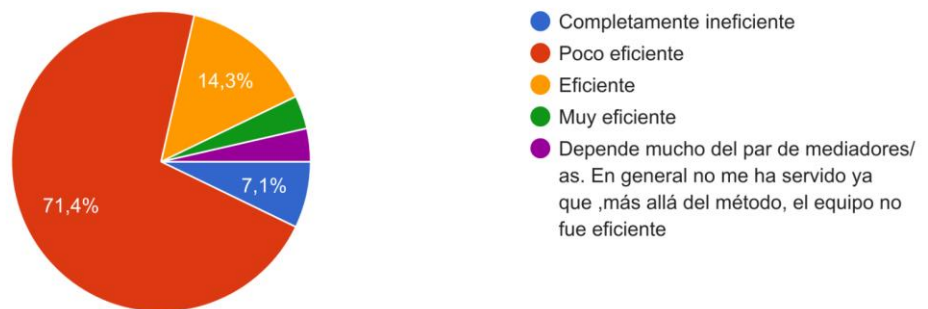 14,3%
7,1%
71,4%
Completamente ineficiente
Poco eficiente
Eficiente
Muy eficiente
Depende mucho del par de mediadores/
as. En general no me ha servido ya
que ,más allá del método, el equipo no
fue eficiente